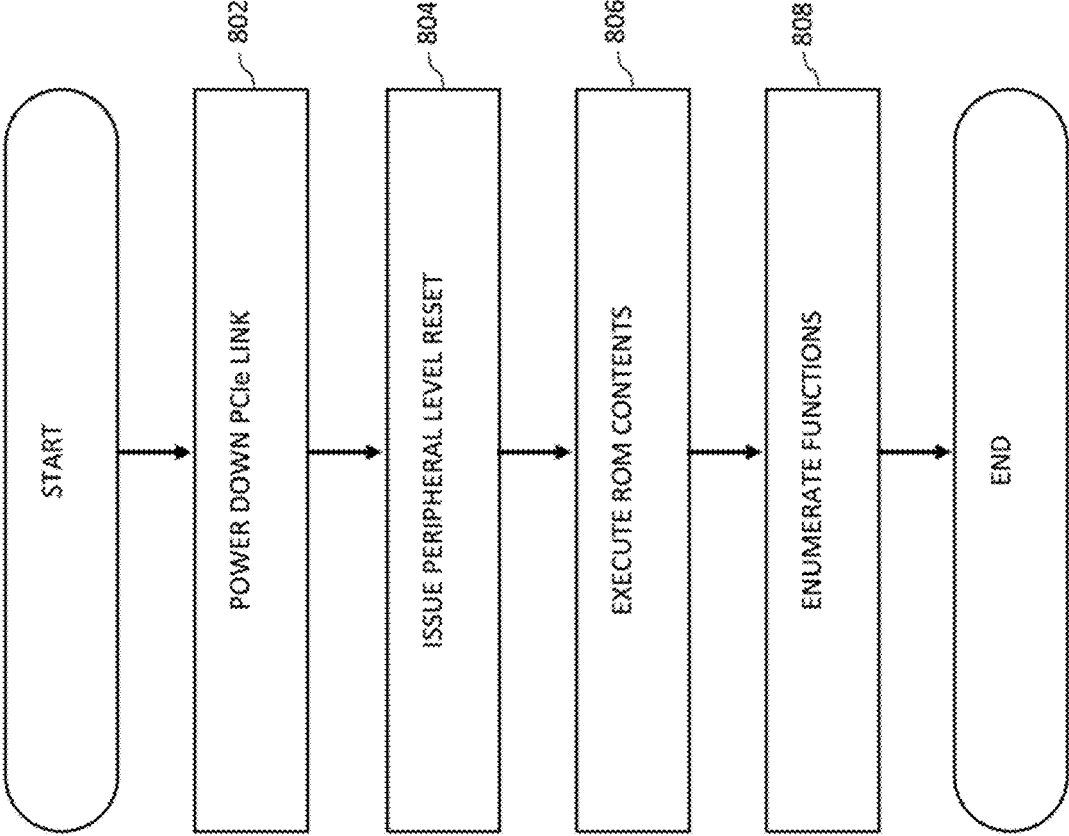 START
POWER DOWN PCIe LINK
802
ISSUE PERIPHERAL LEVEL RESET
804
EXECUTE ROM CONTENTS
806
ENUMERATE FUNCTIONS
808
END